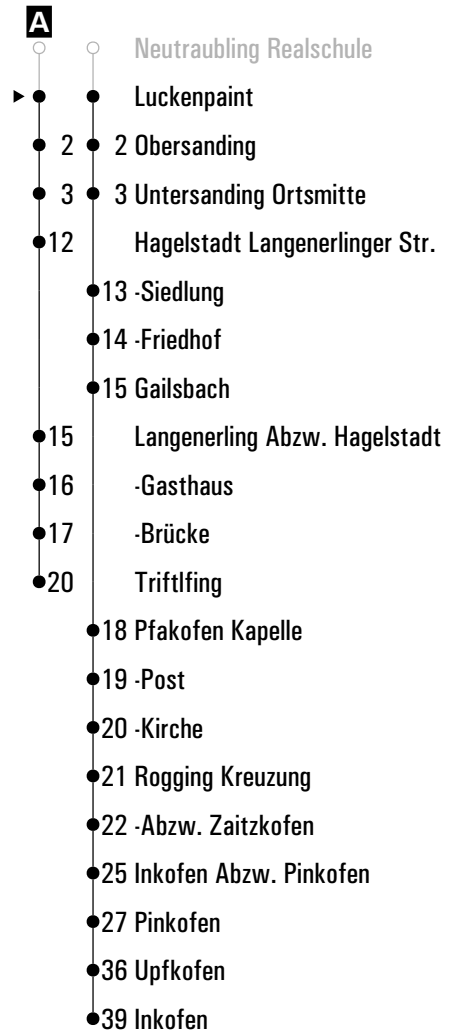 A
Neutraubling Realschule
Luckenpaint
2 2 Obersanding
3 3 Untersanding Ortsmitte
12 Hagelstadt Langenerlinger Str.
13 -Siedlung
14 -Friedhof
15 Gailsbach
15 Langenerling Abzw. Hagelstadt
16 -Gasthaus
17 -Brücke
20 Triftlfing
18 Pfakofen Kapelle
19 -Post
20 -Kirche
21 Rogging Kreuzung
22 -Abzw. Zaitzkofen
25 Inkofen Abzw. Pinkofen
27 Pinkofen
36 Upfkofen
39 Inkofen